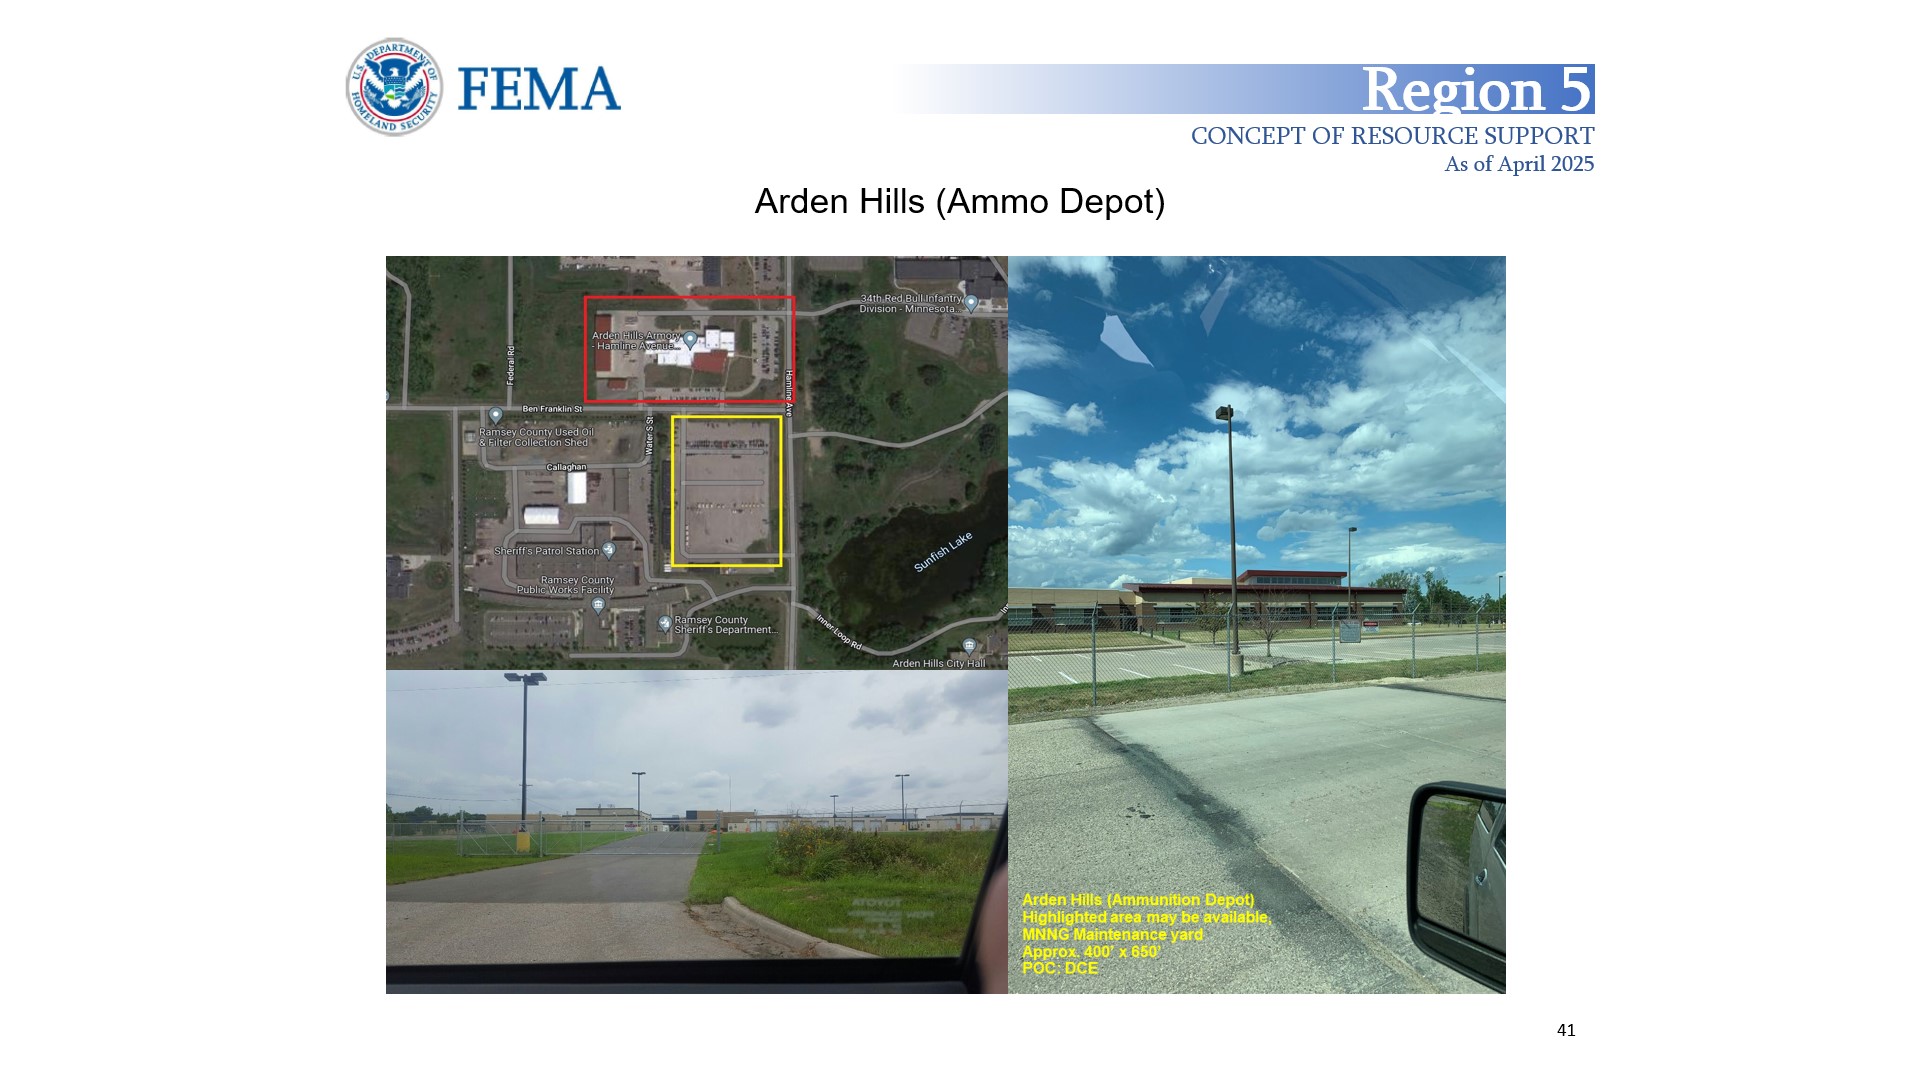 U.S. DEPARTMENT OF
HOMELAND SECURITY
FEMA
Region 5
CONCEPT OF RESOURCE SUPPORT
As of April 2025
Arden Hills (Ammo Depot)
34th Red Bull Infantry
Division - Minnesota...
Arden Hills Armory
- Hamline Avenue...
Federal Rd
Hamline Ave
Ben Franklin St
Water S St
Ramsey County Used Oil
& Filter Collection Shed
Callaghan
Sheriff's Patrol Station
Sunfish Lake
Ramsey County
Public Works Facility
Ramsey County
Sheriff's Department...
Inner Loop Rd
Arden Hills City Hall
TOYOTA
Arden Hills (Ammunition Depot)
Highlighted area may be available,
MNNG Maintenance yard
Approx. 400' x 650'
POC: DCE
41